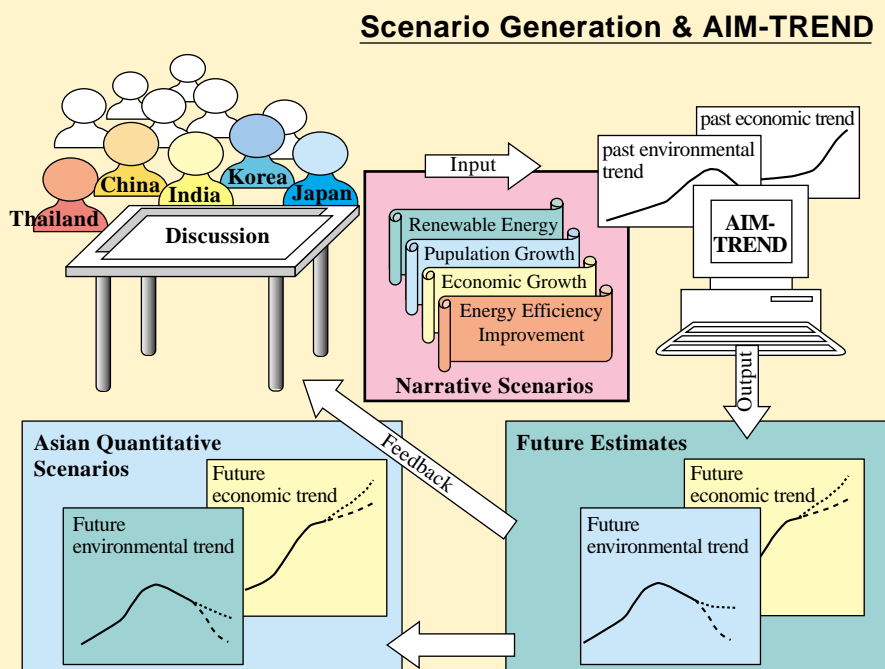 Scenario Generation & AIM-TREND
Thailand
China
India
Korea
Japan
Discussion
Input
Renewable Energy
Pupulation Growth
Economic Growth
Energy Efficiency
Improvement
Narrative Scenarios
past economic trend
past environmental
trend
AIM-
TREND
Output
Feedback
Future Estimates
Future
economic trend
Future
environmental trend
Asian Quantitative
Scenarios
Future
economic trend
Future
environmental trend